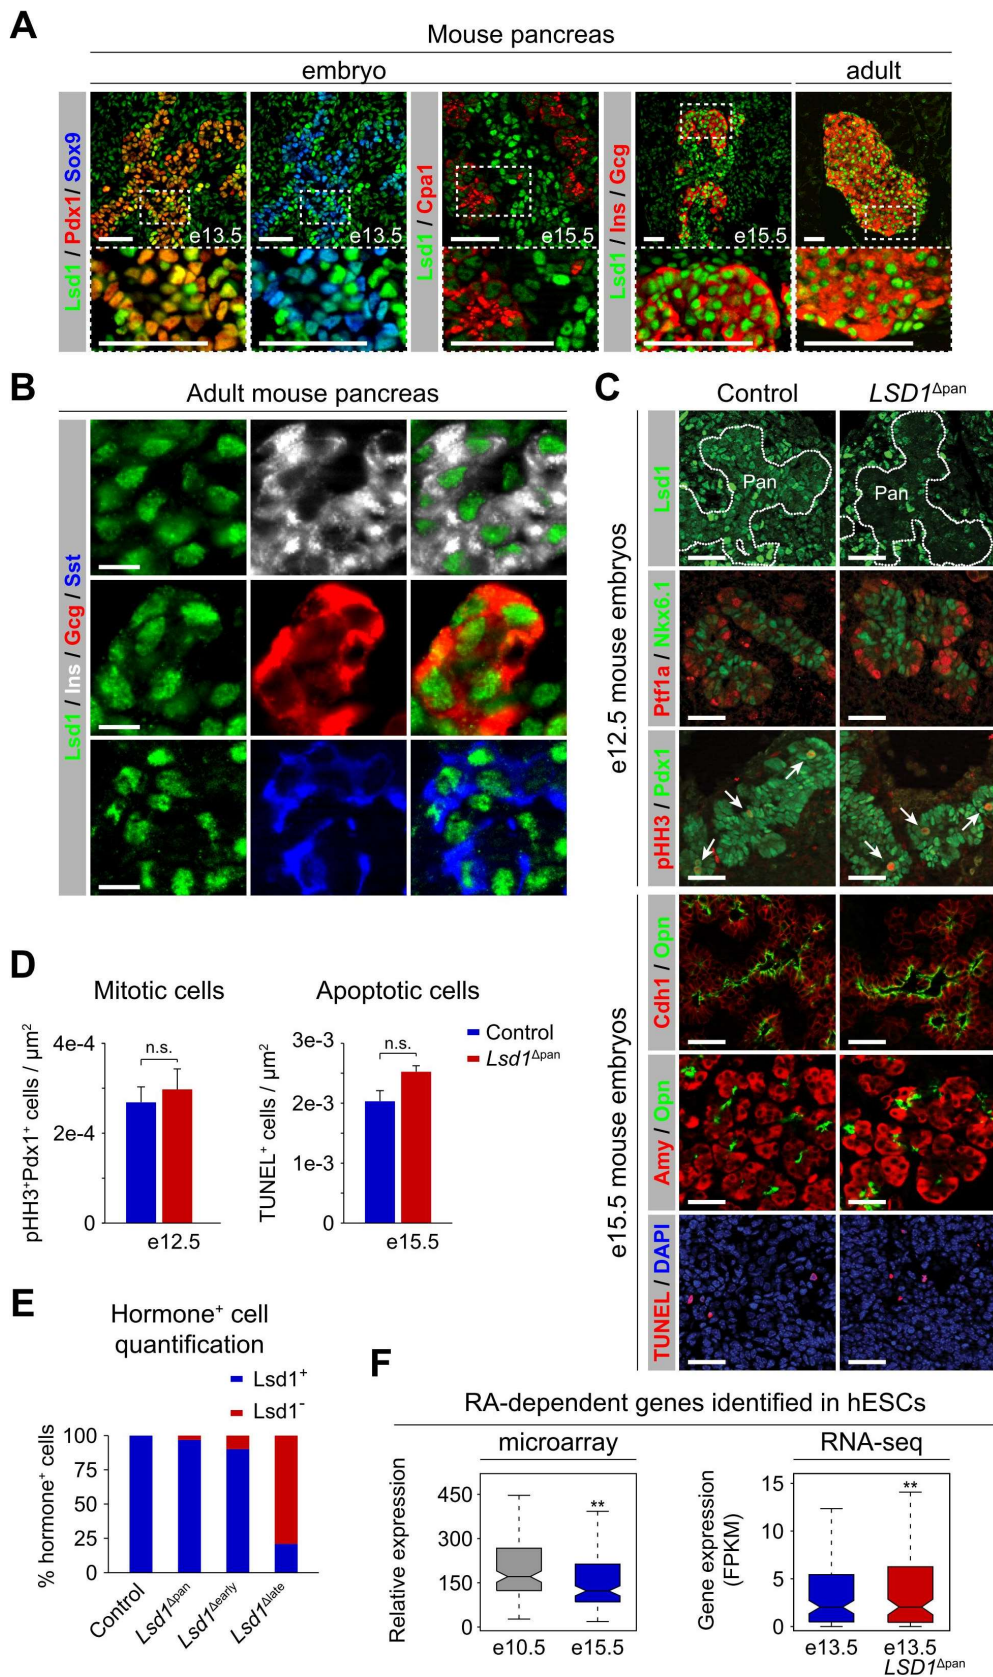 A
Mouse pancreas
embryo
adult
Lsd1 / Pdx1/ Sox9
e13.5
e13.5
Lsd1 / Cpa1
e15.5
Lsd1 / Ins / Gcg
e15.5
B
Adult mouse pancreas
Lsd1 / Ins / Gcg / Sst
C
Control
LSD1Δpan
e12.5 mouse embryos
Lsd1
Pan
Pan
Ptf1a / Nkx6.1
pHH3 / Pdx1
e15.5 mouse embryos
Cdh1 / Opn
Amy / Opn
TUNEL / DAPI
D
Mitotic cells
Apoptotic cells
Control
Lsd1Δpan
pHH3⁺Pdx1⁺ cells / µm²
4e-4
2e-4
0
n.s.
e12.5
TUNEL⁺ cells / µm²
3e-3
2e-3
1e-3
0
n.s.
e15.5
E
Hormone⁺ cell
quantification
Lsd1⁺
Lsd1⁻
% hormone⁺ cells
100
75
50
25
0
Control
Lsd1Δpan
Lsd1Δearly
Lsd1Δlate
F
RA-dependent genes identified in hESCs
microarray
RNA-seq
Relative expression
450
300
150
0
**
e10.5
e15.5
Gene expression
(FPKM)
15
10
5
0
**
e13.5
e13.5
LSD1Δpan